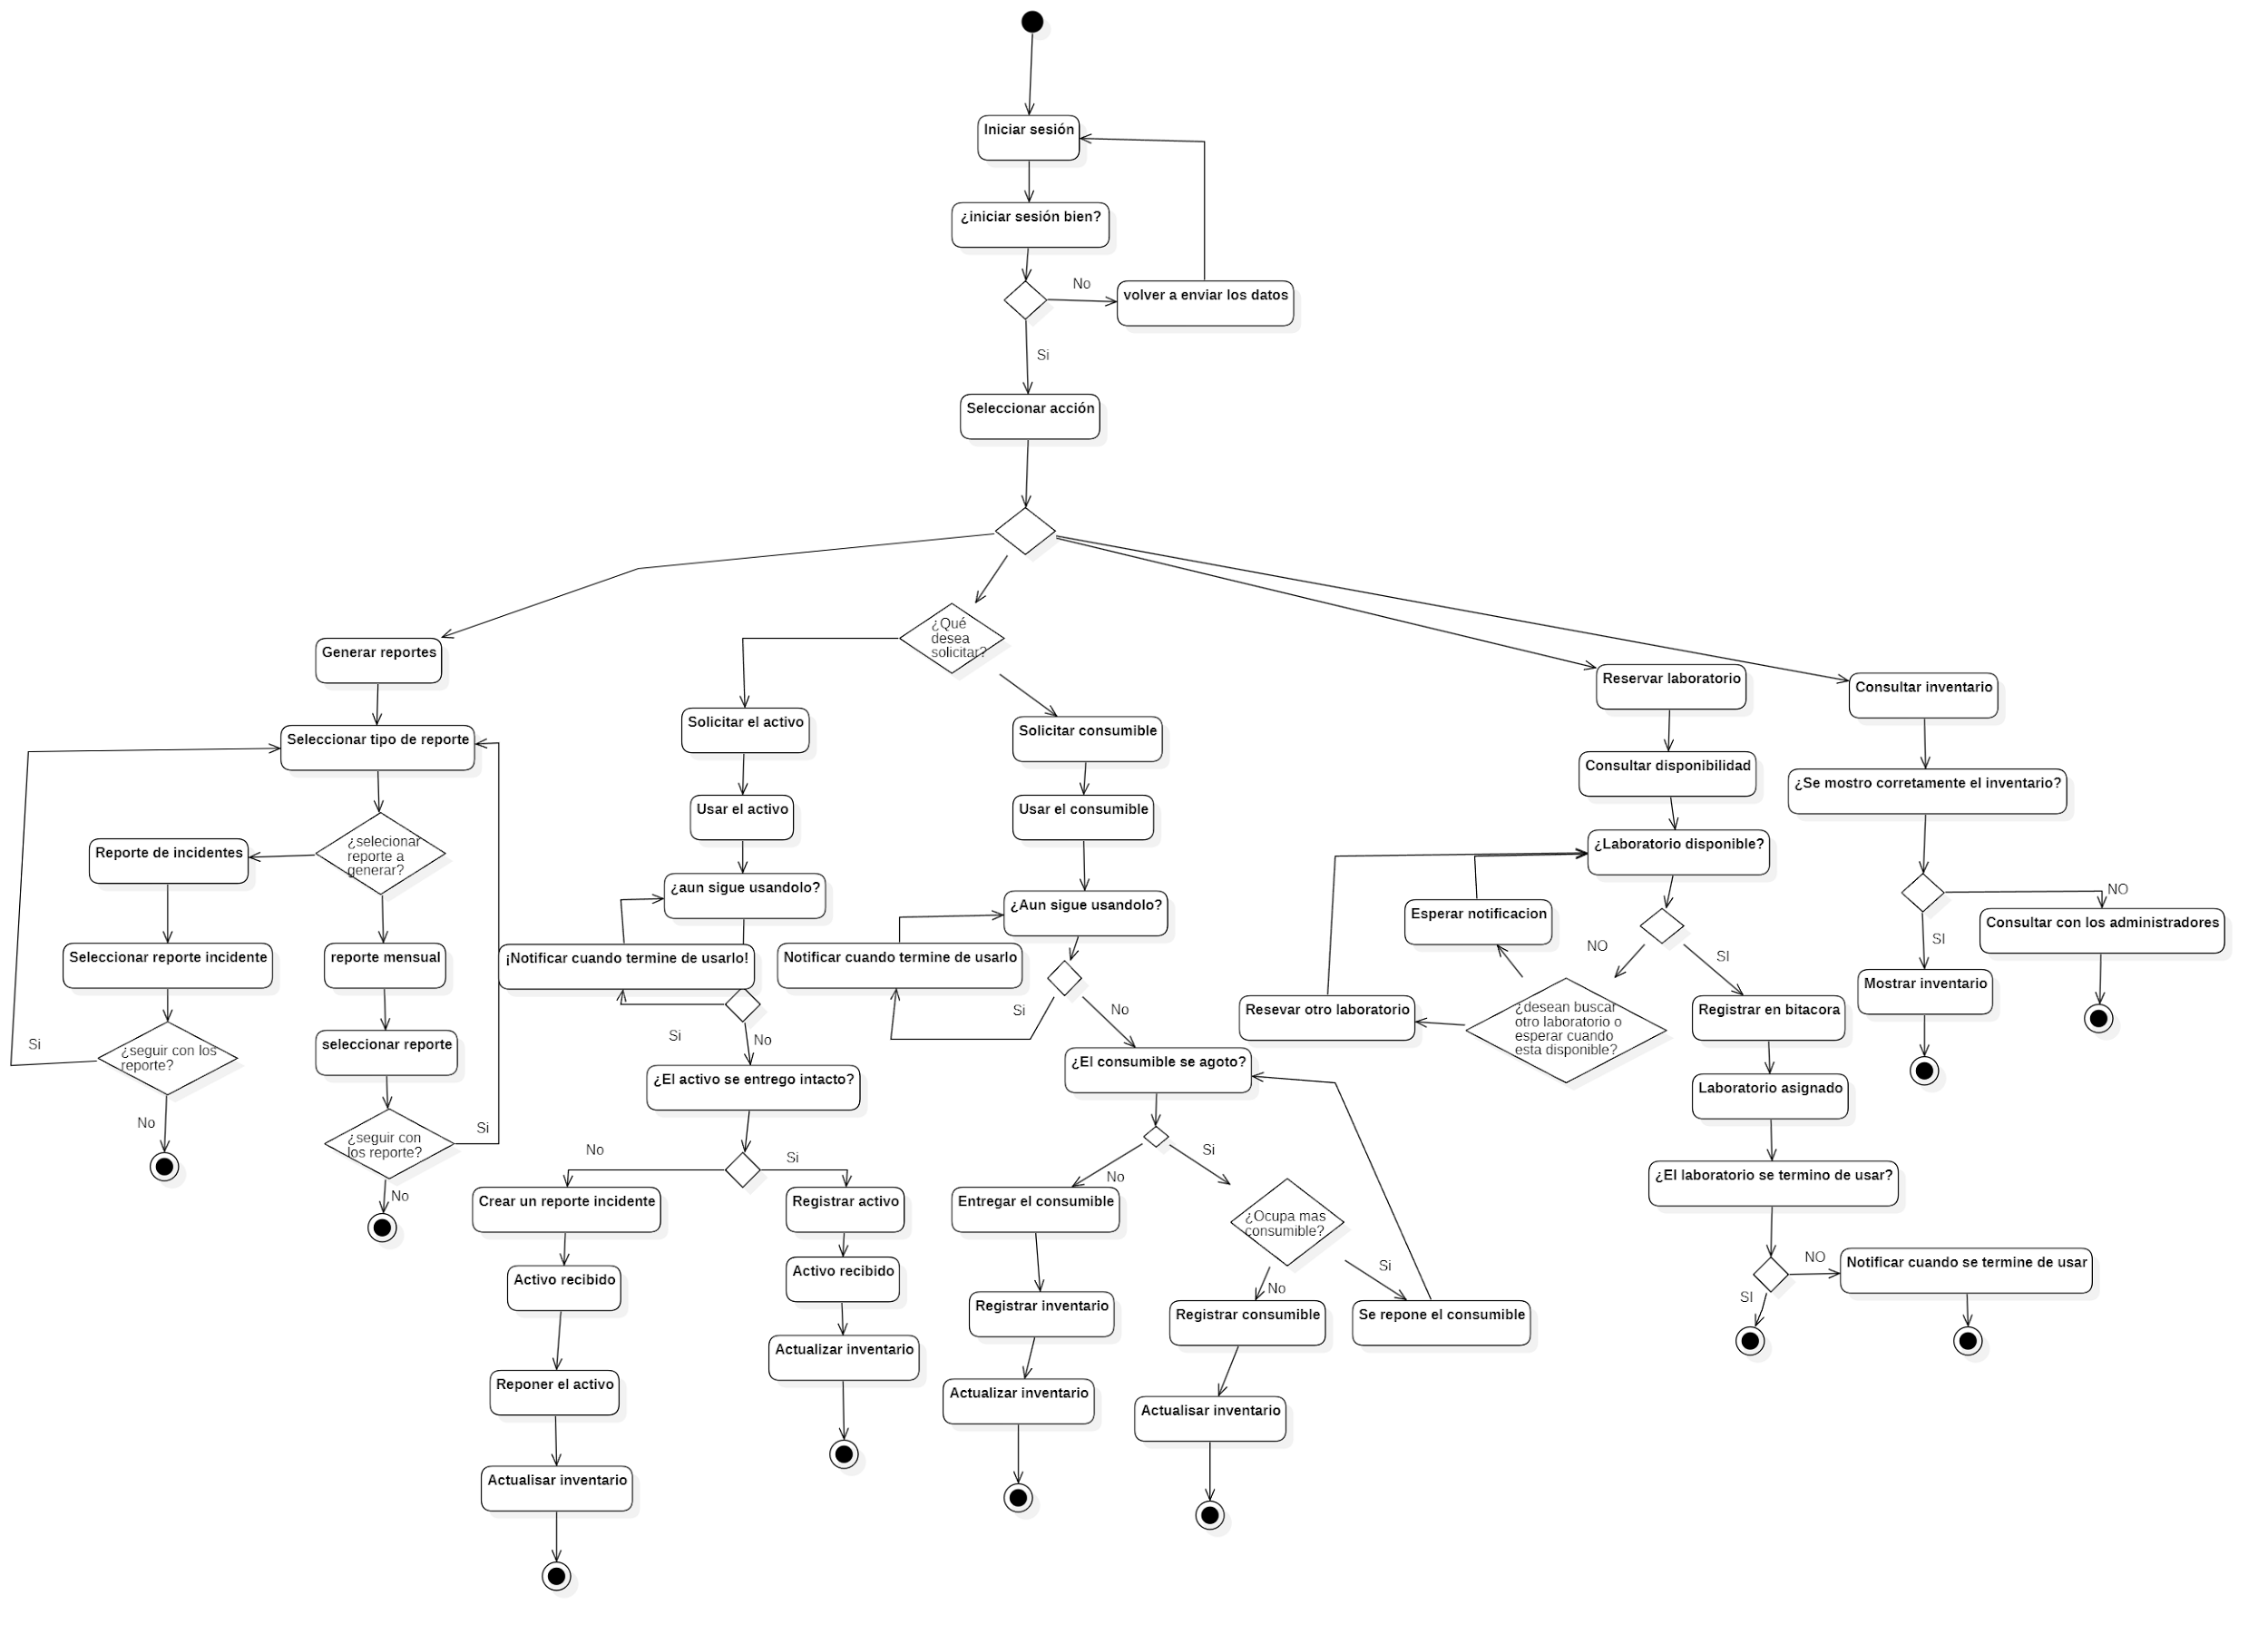 Iniciar sesión
¿iniciar sesión bien?
No
volver a enviar los datos
Si
Seleccionar acción
¿Qué
desea
solicitar?
Generar reportes
Reservar laboratorio
Consultar inventario
Solicitar el activo
Solicitar consumible
Seleccionar tipo de reporte
Consultar disponibilidad
¿Se mostro corretamente el inventario?
Usar el activo
Usar el consumible
¿selecionar
reporte a
generar?
Reporte de incidentes
¿Laboratorio disponible?
¿aun sigue usandolo?
¿Aun sigue usandolo?
Esperar notificacion
NO
Consultar con los administradores
Seleccionar reporte incidente
reporte mensual
¡Notificar cuando termine de usarlo!
Notificar cuando termine de usarlo
NO
SI
SI
Mostrar inventario
Si
No
Resevar otro laboratorio
¿desean buscar
otro laboratorio o
esperar cuando
esta disponible?
Registrar en bitacora
Si
¿seguir con los
reporte?
seleccionar reporte
Si
No
¿El consumible se agoto?
¿El activo se entrego intacto?
Laboratorio asignado
No
Si
¿seguir con
los reporte?
No
Si
Si
No
¿El laboratorio se termino de usar?
No
Crear un reporte incidente
Registrar activo
Entregar el consumible
¿Ocupa mas
consumible?
Activo recibido
Activo recibido
Si
No
NO
Notificar cuando se termine de usar
SI
Registrar inventario
Registrar consumible
Se repone el consumible
Actualizar inventario
Reponer el activo
Actualizar inventario
Actualisar inventario
Actualisar inventario